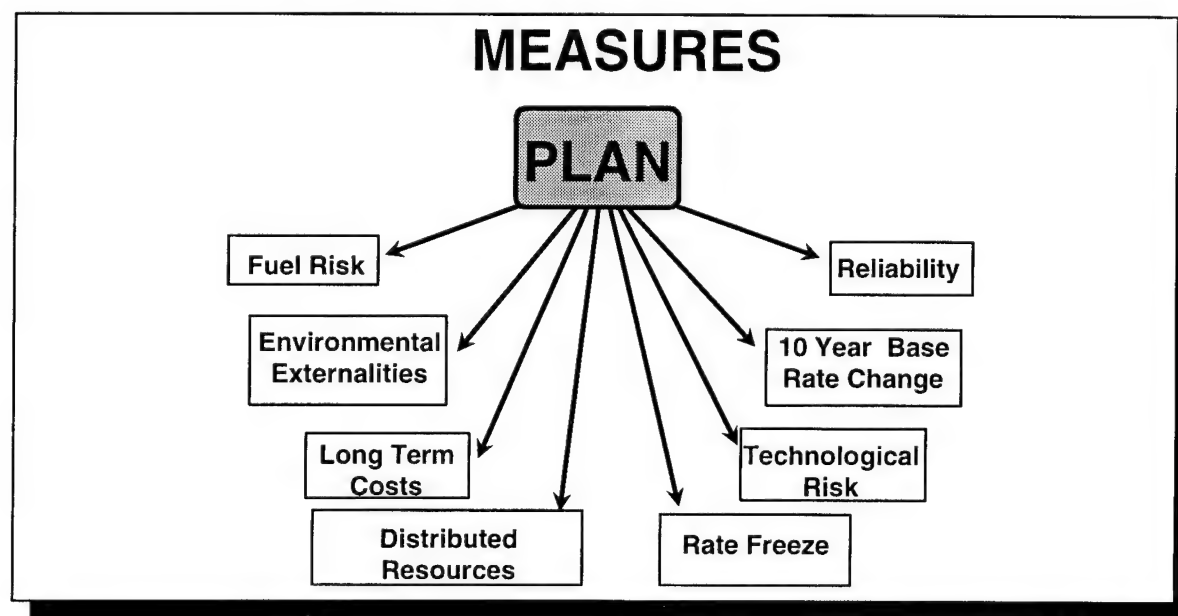 MEASURES
PLAN
Fuel Risk
Reliability
Environmental
Externalities
10 Year Base
Rate Change
Long Term
Costs
Technological
Risk
Distributed
Resources
Rate Freeze